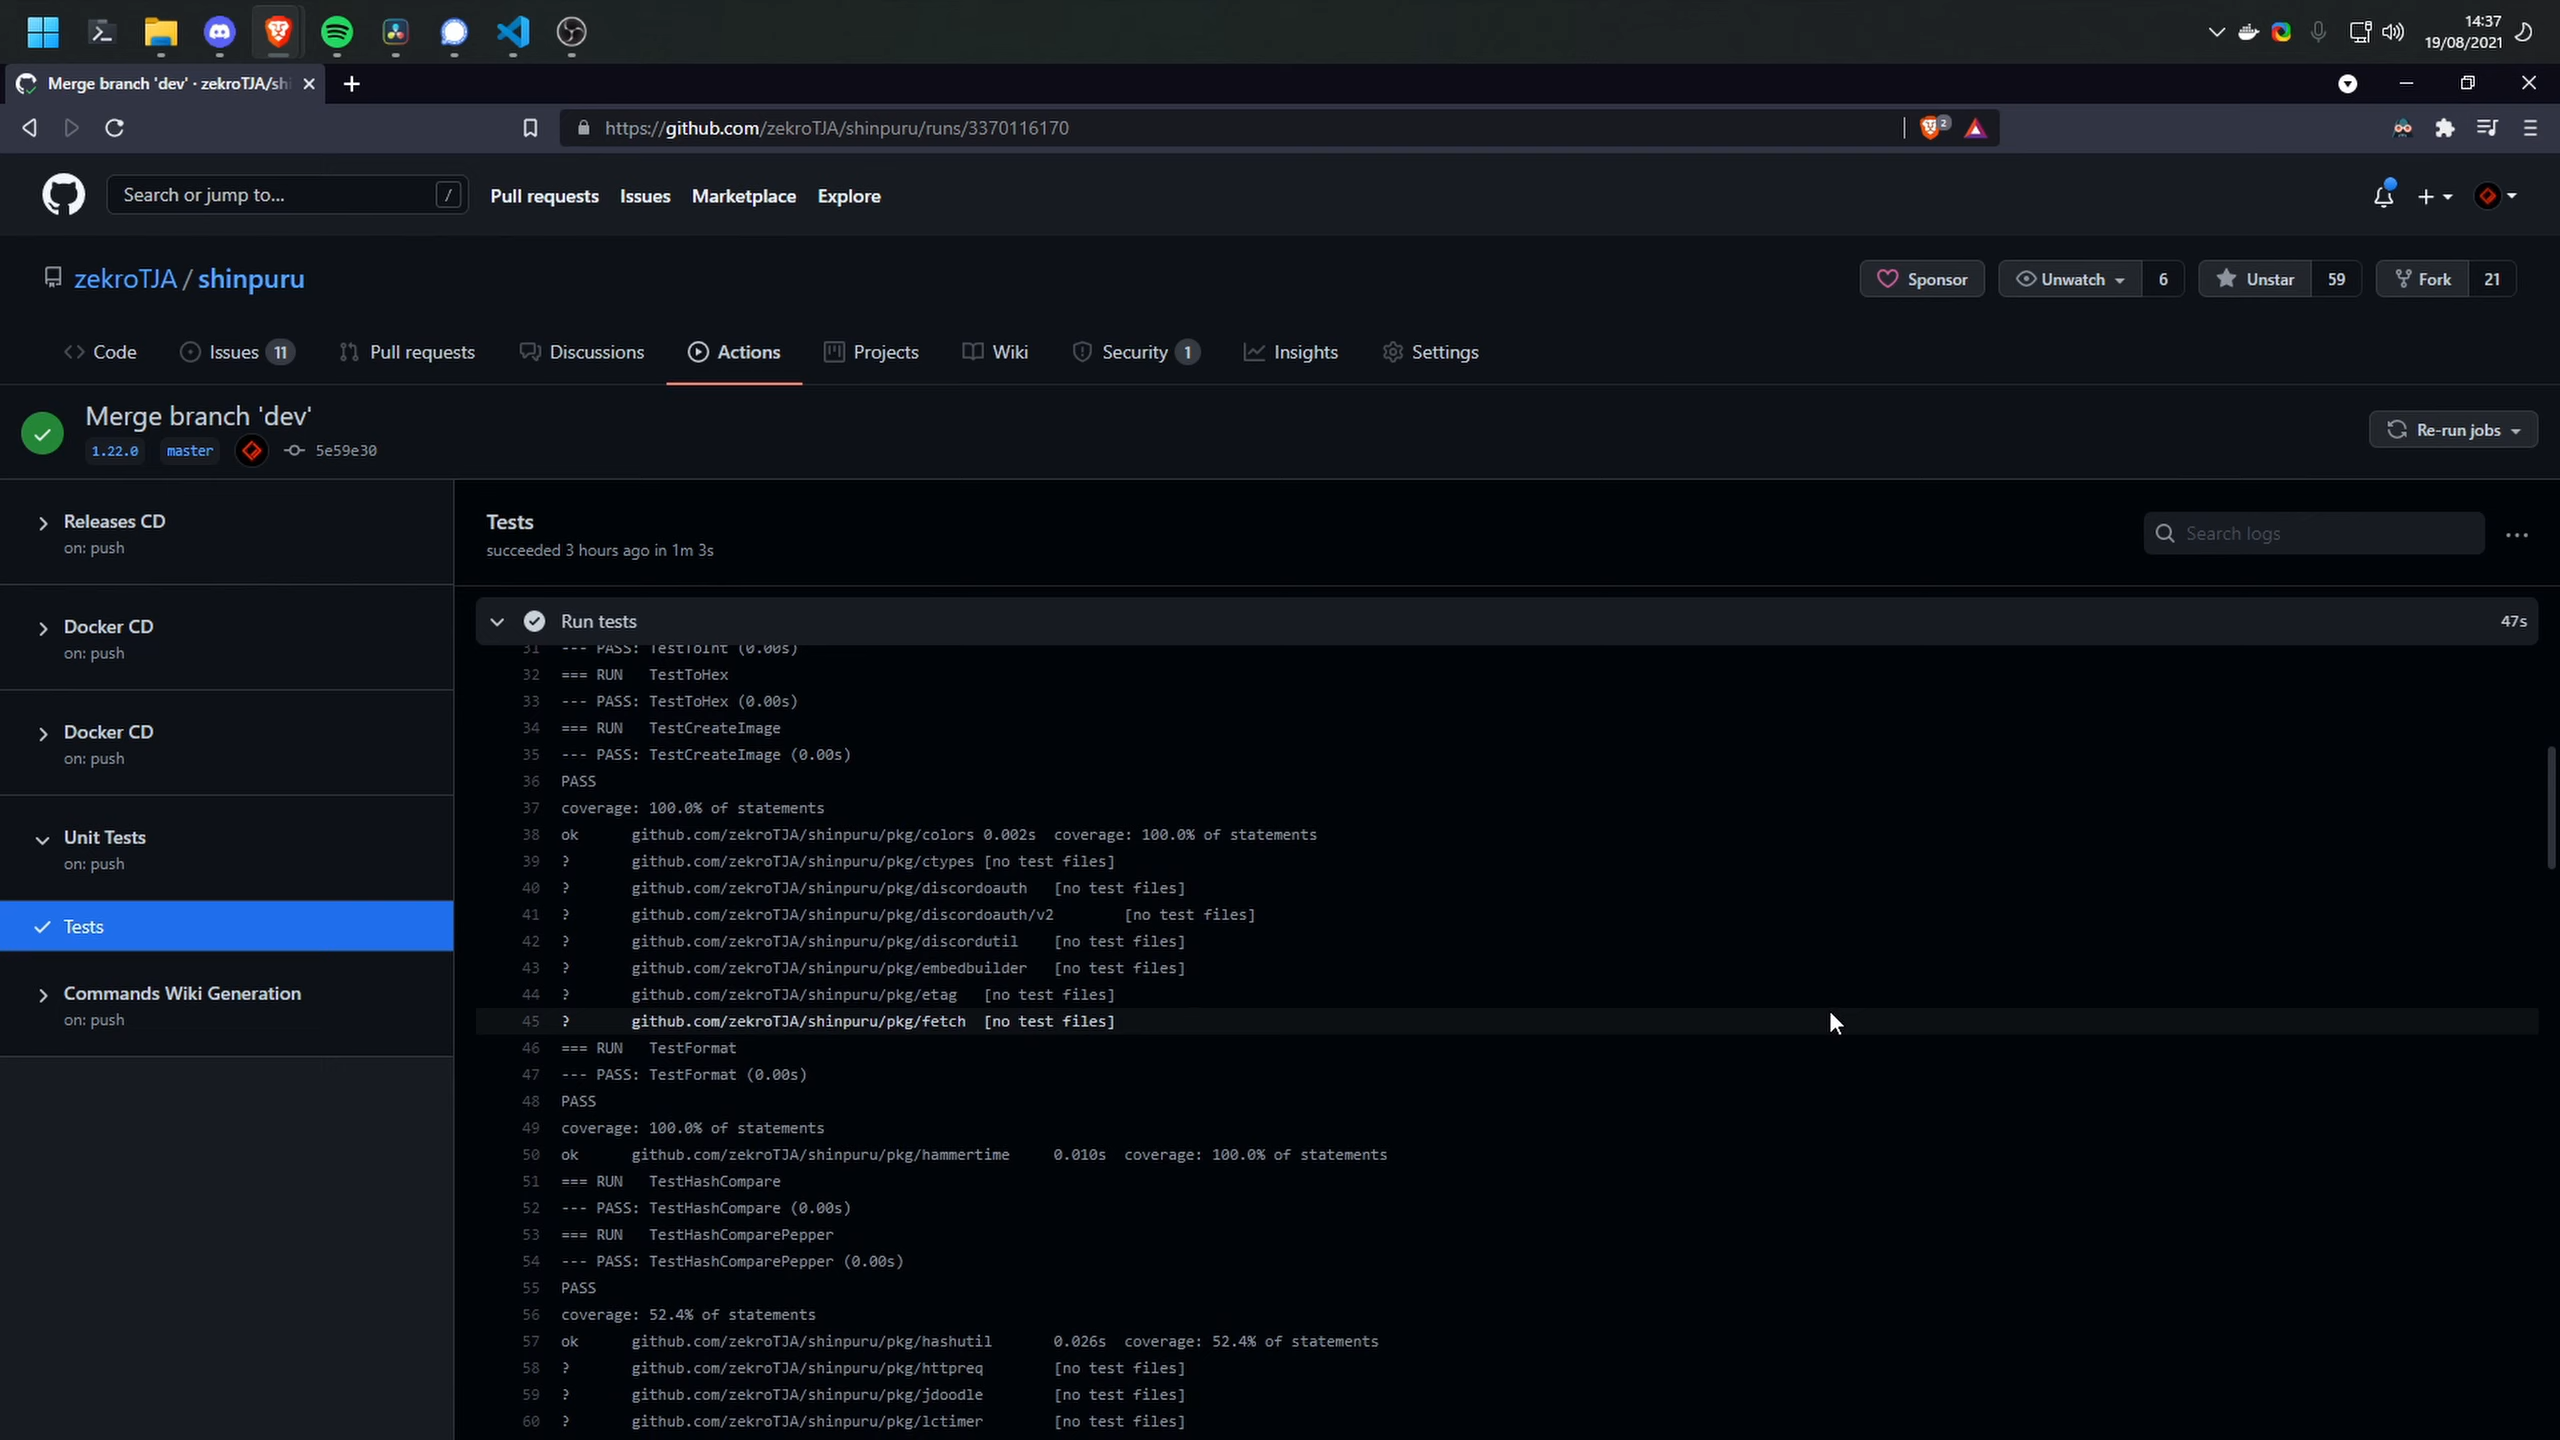 14:37
19/08/2021
Merge branch 'dev' · zekroTJA/shi
https://github.com/zekroTJA/shinpuru/runs/3370116170
2
Search or jump to... /
Pull requests Issues Marketplace Explore
zekroTJA / shinpuru
Sponsor Unwatch 6 Unstar 59 Fork 21
Code Issues 11 Pull requests Discussions Actions Projects Wiki Security 1 Insights Settings
Merge branch 'dev'
1.22.0 master 5e59e30
Re-run jobs
Releases CD
on: push
Docker CD
on: push
Docker CD
on: push
Unit Tests
on: push
Tests
Commands Wiki Generation
on: push
Tests
succeeded 3 hours ago in 1m 3s
Search logs
Run tests 47s
31 --- PASS: TestToInt (0.00s)
32 === RUN TestToHex
33 --- PASS: TestToHex (0.00s)
34 === RUN TestCreateImage
35 --- PASS: TestCreateImage (0.00s)
36 PASS
37 coverage: 100.0% of statements
38 ok github.com/zekroTJA/shinpuru/pkg/colors 0.002s coverage: 100.0% of statements
39 ? github.com/zekroTJA/shinpuru/pkg/ctypes [no test files]
40 ? github.com/zekroTJA/shinpuru/pkg/discordoauth [no test files]
41 ? github.com/zekroTJA/shinpuru/pkg/discordoauth/v2 [no test files]
42 ? github.com/zekroTJA/shinpuru/pkg/discordutil [no test files]
43 ? github.com/zekroTJA/shinpuru/pkg/embedbuilder [no test files]
44 ? github.com/zekroTJA/shinpuru/pkg/etag [no test files]
45 ? github.com/zekroTJA/shinpuru/pkg/fetch [no test files]
46 === RUN TestFormat
47 --- PASS: TestFormat (0.00s)
48 PASS
49 coverage: 100.0% of statements
50 ok github.com/zekroTJA/shinpuru/pkg/hammertime 0.010s coverage: 100.0% of statements
51 === RUN TestHashCompare
52 --- PASS: TestHashCompare (0.00s)
53 === RUN TestHashComparePepper
54 --- PASS: TestHashComparePepper (0.00s)
55 PASS
56 coverage: 52.4% of statements
57 ok github.com/zekroTJA/shinpuru/pkg/hashutil 0.026s coverage: 52.4% of statements
58 ? github.com/zekroTJA/shinpuru/pkg/httpreq [no test files]
59 ? github.com/zekroTJA/shinpuru/pkg/jdoodle [no test files]
60 ? github.com/zekroTJA/shinpuru/pkg/lctimer [no test files]